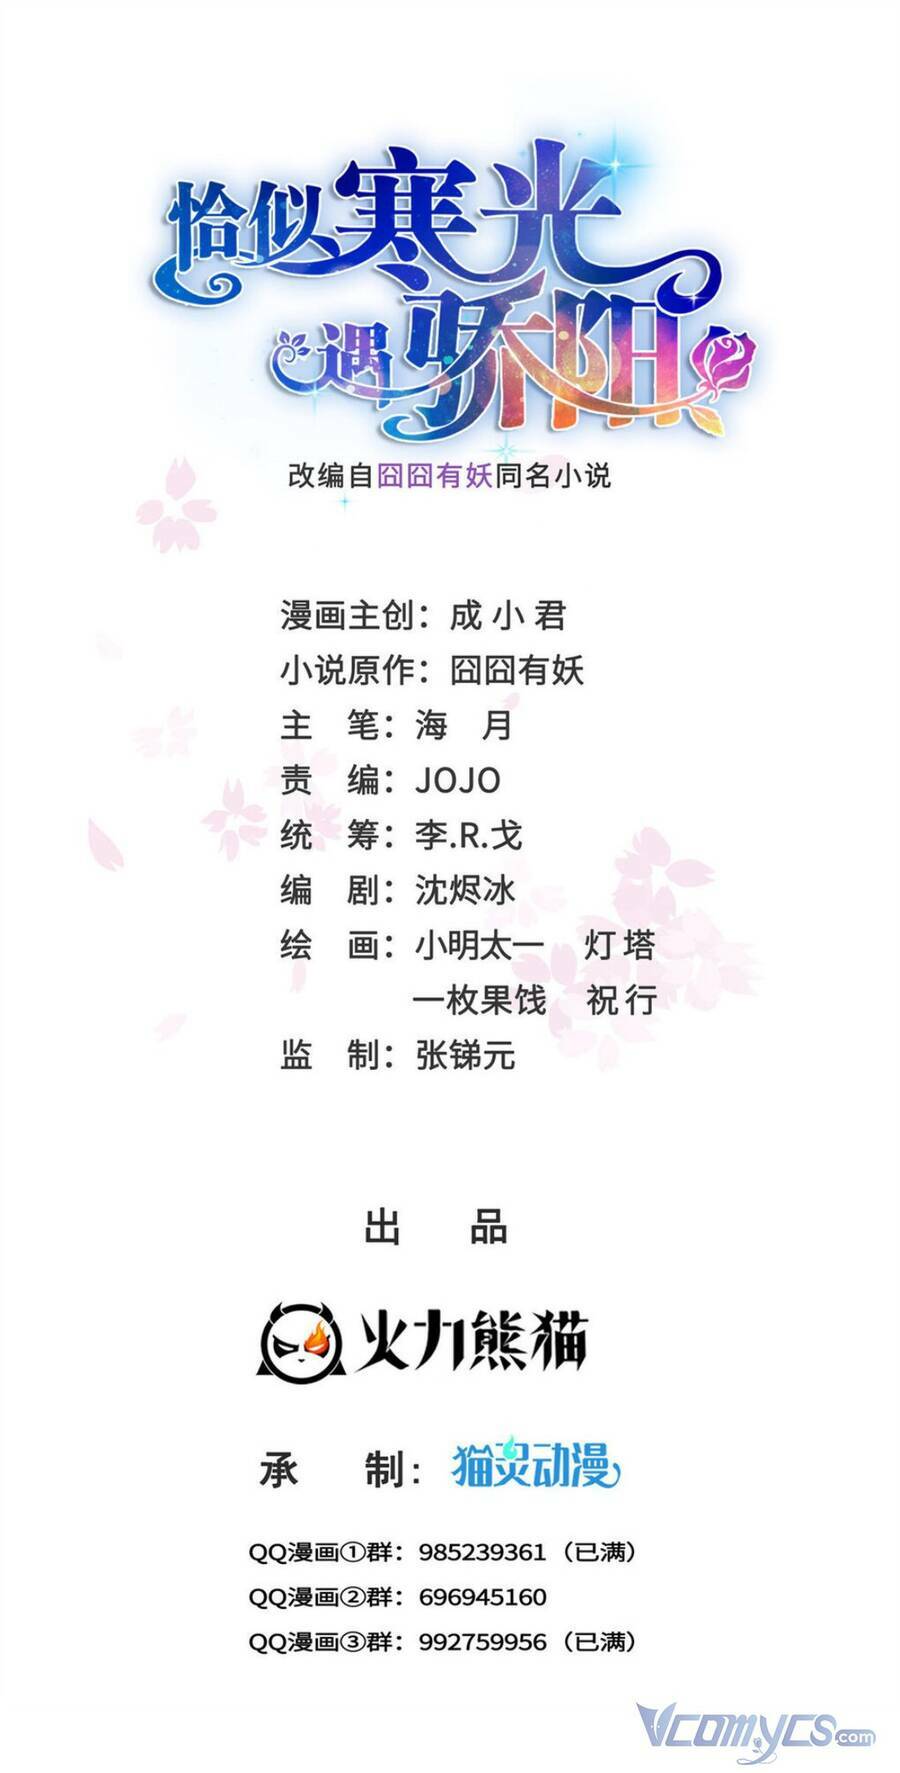 恰似寒光
遇骄阳
改编自囧囧有妖同名小说
漫画主创：成小君
小说原作：囧囧有妖
主 笔：海 月
责 编：JOJO
统 筹：李.R.戈
编 剧：沈烬冰
绘 画：小明太一 灯塔
一枚果饯 祝行
监 制：张锑元
出 品
火力熊猫
承 制：猫灵动漫
QQ漫画①群：985239361（已满）
QQ漫画②群：696945160
QQ漫画③群：992759956（已满）
VCOMYCS.com